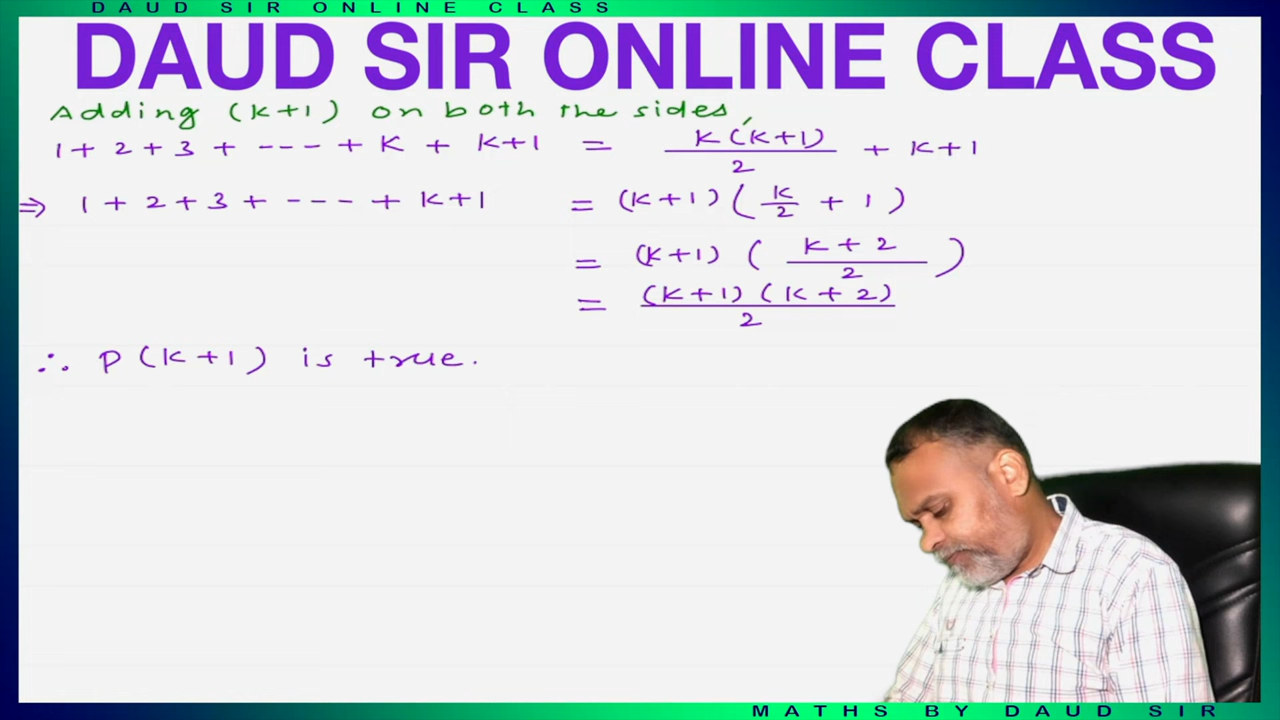 DAUD SIR ONLINE CLASS
DAUD SIR ONLINE CLASS
Adding (k+1) on both the sides,
1 + 2 + 3 + --- + k + k+1 = k(k+1)/2 + k+1
⇒ 1 + 2 + 3 + --- + k+1 = (k+1)(k/2 + 1)
= (k+1)(k+2/2)
= (k+1)(k+2)/2
∴ P(k+1) is true.
MATHS BY DAUD SIR